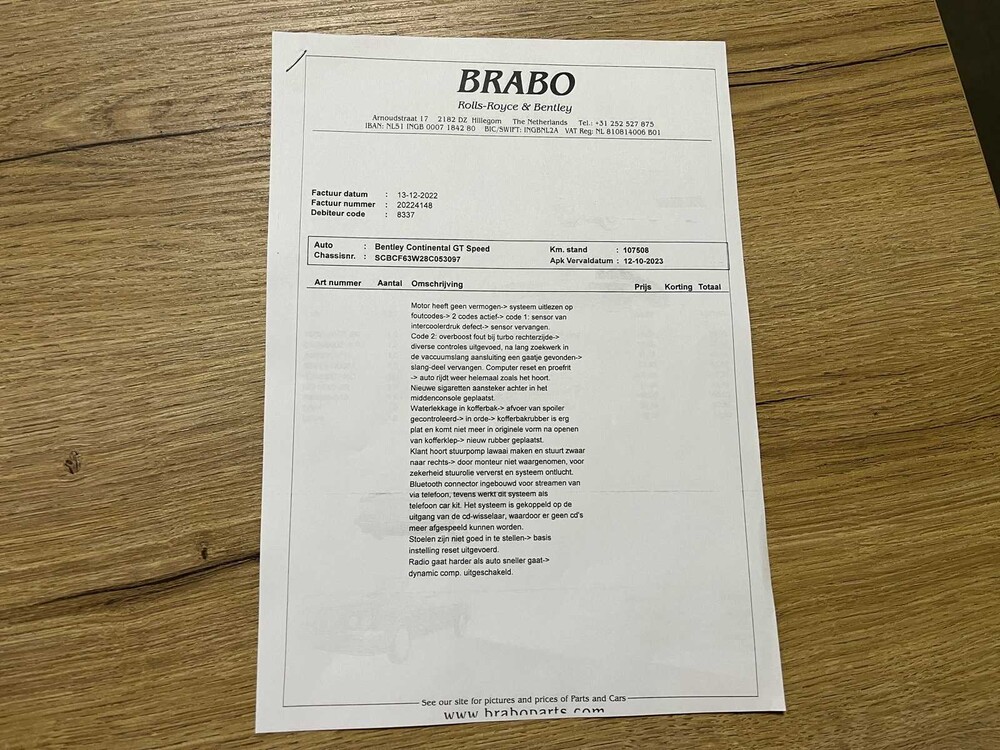 BRABO
Rolls-Royce & Bentley
Arnoudstraat 17 2182 DZ Hillegom The Netherlands Tel.: +31 252 527 875
IBAN: NL51 INGB 0007 1842 80 BIC/SWIFT: INGBNL2A VAT Reg: NL 810814006 B01
Factuur datum : 13-12-2022
Factuur nummer : 20224148
Debiteur code : 8337
Auto : Bentley Continental GT Speed Km. stand : 107508
Chassisnr. : SCBCF63W28C053097 Apk Vervaldatum : 12-10-2023
Art nummer Aantal Omschrijving Prijs Korting Totaal
Motor heeft geen vermogen-> systeem uitlezen op
foutcodes-> 2 codes actief-> code 1: sensor van
intercoolerdruk defect-> sensor vervangen.
Code 2: overboost fout bij turbo rechterzijde->
diverse controles uitgevoed, na lang zoekwerk in
de vaccuumslang aansluiting een gaatje gevonden->
slang-deel vervangen. Computer reset en proefrit
-> auto rijdt weer helemaal zoals het hoort.
Nieuwe sigaretten aansteker achter in het
middenconsole geplaatst.
Waterlekkage in kofferbak-> afvoer van spoiler
gecontroleerd-> in orde-> kofferbakrubber is erg
plat en komt niet meer in originele vorm na openen
van kofferklep-> nieuw rubber geplaatst.
Klant hoort stuurpomp lawaai maken en stuurt zwaar
naar rechts-> door monteur niet waargenomen, voor
zekerheid stuurolie ververst en systeem ontlucht.
Bluetooth connector ingebouwd voor streamen van
via telefoon, tevens werkt dit systeem als
telefoon car kit. Het systeem is gekoppeld op de
uitgang van de cd-wisselaar, waardoor er geen cd's
meer afgespeeld kunnen worden.
Stoelen zijn niet goed in te stellen-> basis
instelling reset uitgevoerd.
Radio gaat harder als auto sneller gaat->
dynamic comp. uitgeschakeld.
See our site for pictures and prices of Parts and Cars
www.braboparts.com